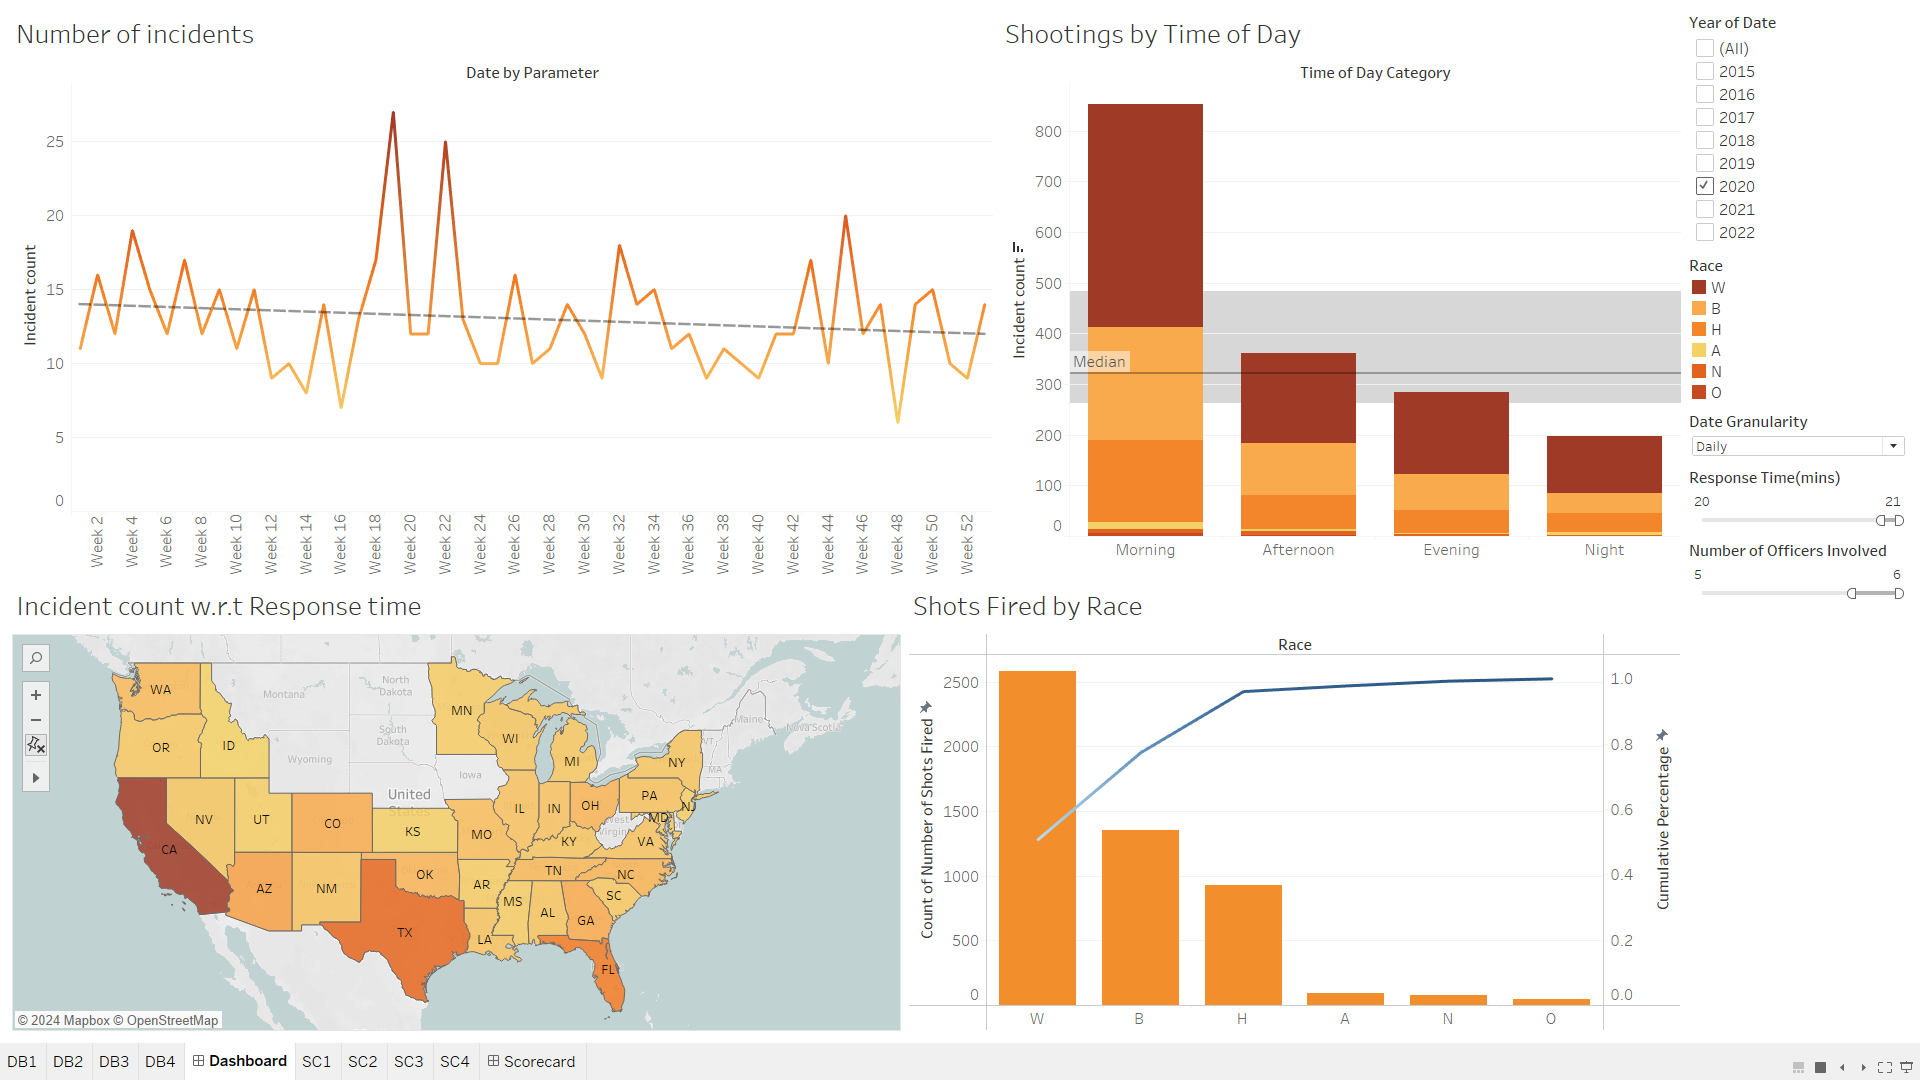 Number of incidents
Date by Parameter
Incident count
25
20
15
10
5
0
Week 2
Week 4
Week 6
Week 8
Week 10
Week 12
Week 14
Week 16
Week 18
Week 20
Week 22
Week 24
Week 26
Week 28
Week 30
Week 32
Week 34
Week 36
Week 38
Week 40
Week 42
Week 44
Week 46
Week 48
Week 50
Week 52
Shootings by Time of Day
Time of Day Category
Incident count
800
700
600
500
400
300
200
100
0
Median
Morning
Afternoon
Evening
Night
Year of Date
(All)
2015
2016
2017
2018
2019
2020
2021
2022
Race
W
B
H
A
N
O
Date Granularity
Daily
Response Time(mins)
20 21
Number of Officers Involved
5 6
Incident count w.r.t Response time
WA
Montana
North
Dakota
MN
OR
ID
South
Dakota
WI
Maine
Nova Scotia
Wyoming
MI
NY
VT
MA
Iowa
United
States
NV
UT
CO
KS
MO
IL
IN
OH
PA
NJ
MD
West
Virginia
VA
KY
CA
AZ
NM
OK
AR
TN
NC
SC
MS
AL
GA
TX
LA
FL
© 2024 Mapbox © OpenStreetMap
Shots Fired by Race
Race
Count of Number of Shots Fired
2500
2000
1500
1000
500
0
1.0
0.8
0.6
0.4
0.2
0.0
Cumulative Percentage
W
B
H
A
N
O
DB1 DB2 DB3 DB4 Dashboard SC1 SC2 SC3 SC4 Scorecard